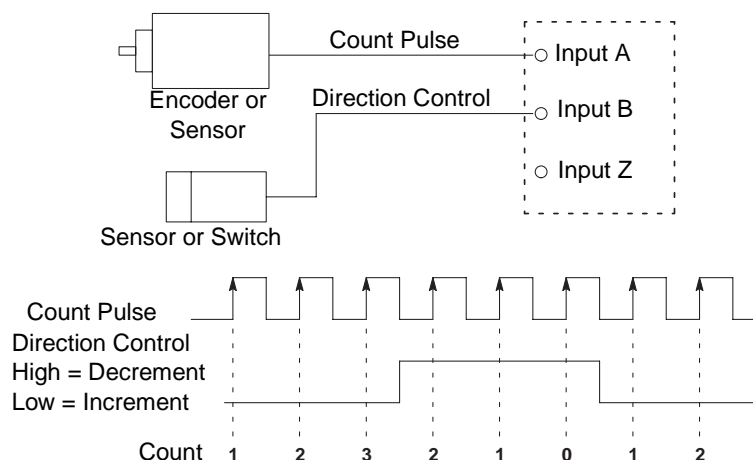 Count Pulse
Input A
Encoder or
Sensor
Direction Control
Input B
Input Z
Sensor or Switch
Count Pulse
Direction Control
High = Decrement
Low = Increment
Count 1 2 3 2 1 0 1 2